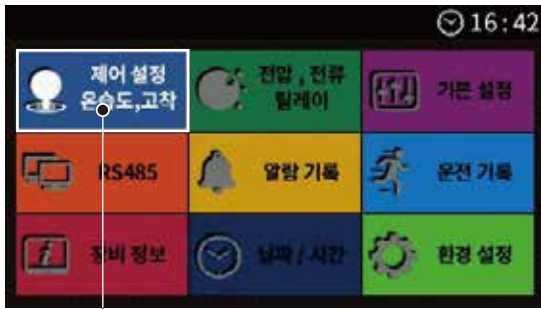 16:42
제어 설정
온습도,고착
전압 , 전류
릴레이
기본 설정
RS485
알람 기록
운전 기록
장비 정보
날짜 / 시간
환경 설정